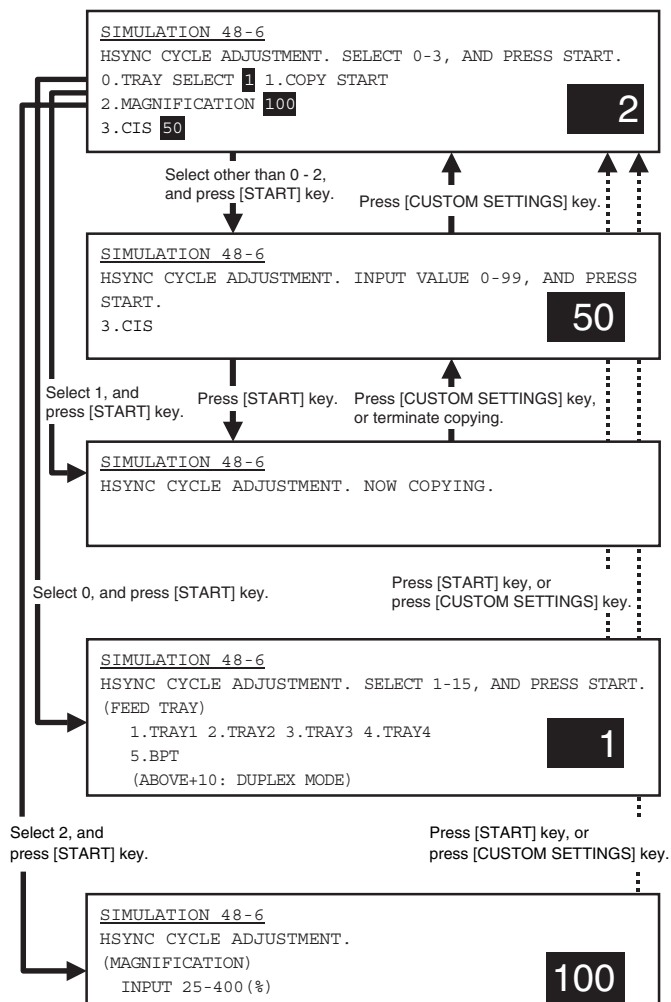 SIMULATION 48-6
HSYNC CYCLE ADJUSTMENT. SELECT 0-3, AND PRESS START.
0.TRAY SELECT 1 1.COPY START
2.MAGNIFICATION 100
3.CIS 50
2
Select other than 0 - 2,
and press [START] key.
Press [CUSTOM SETTINGS] key.
SIMULATION 48-6
HSYNC CYCLE ADJUSTMENT. INPUT VALUE 0-99, AND PRESS
START.
3.CIS
50
Select 1, and
press [START] key.
Press [START] key.
Press [CUSTOM SETTINGS] key,
or terminate copying.
SIMULATION 48-6
HSYNC CYCLE ADJUSTMENT. NOW COPYING.
Select 0, and press [START] key.
Press [START] key, or
press [CUSTOM SETTINGS] key.
SIMULATION 48-6
HSYNC CYCLE ADJUSTMENT. SELECT 1-15, AND PRESS START.
(FEED TRAY)
1.TRAY1 2.TRAY2 3.TRAY3 4.TRAY4
5.BPT
(ABOVE+10: DUPLEX MODE)
1
Select 2, and
press [START] key.
Press [START] key, or
press [CUSTOM SETTINGS] key.
SIMULATION 48-6
HSYNC CYCLE ADJUSTMENT.
(MAGNIFICATION)
INPUT 25-400(%)
100